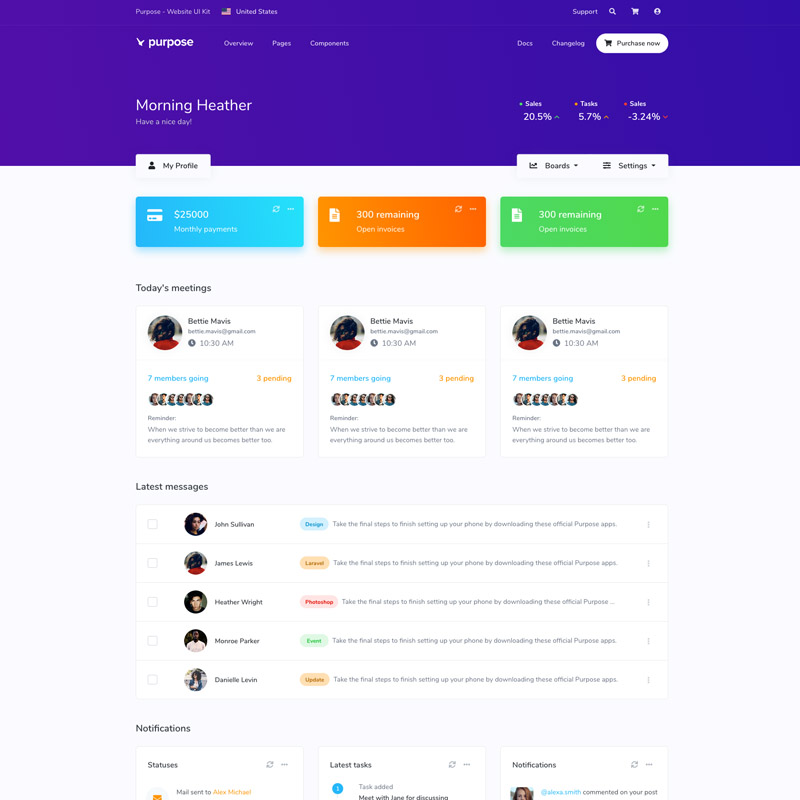 Purpose - Website UI Kit United States Support
purpose Overview Pages Components Docs Changelog Purchase now
Morning Heather
Have a nice day!
Sales Tasks Sales
20.5% 5.7% -3.24%
My Profile Boards Settings
$25000
Monthly payments
300 remaining
Open invoices
300 remaining
Open invoices
Today's meetings
Bettie Mavis
bettie.mavis@gmail.com
10:30 AM
7 members going 3 pending
Reminder:
When we strive to become better than we are
everything around us becomes better too.
Bettie Mavis
bettie.mavis@gmail.com
10:30 AM
7 members going 3 pending
Reminder:
When we strive to become better than we are
everything around us becomes better too.
Bettie Mavis
bettie.mavis@gmail.com
10:30 AM
7 members going 3 pending
Reminder:
When we strive to become better than we are
everything around us becomes better too.
Latest messages
John Sullivan Design Take the final steps to finish setting up your phone by downloading these official Purpose apps.
James Lewis Laravel Take the final steps to finish setting up your phone by downloading these official Purpose apps.
Heather Wright Photoshop Take the final steps to finish setting up your phone by downloading these official Purpose ...
Monroe Parker Event Take the final steps to finish setting up your phone by downloading these official Purpose apps.
Danielle Levin Update Take the final steps to finish setting up your phone by downloading these official Purpose apps.
Notifications
Statuses
Mail sent to Alex Michael
Latest tasks
1 Task added
Meet with Jane for discussing
Notifications
@alexa.smith commented on your post